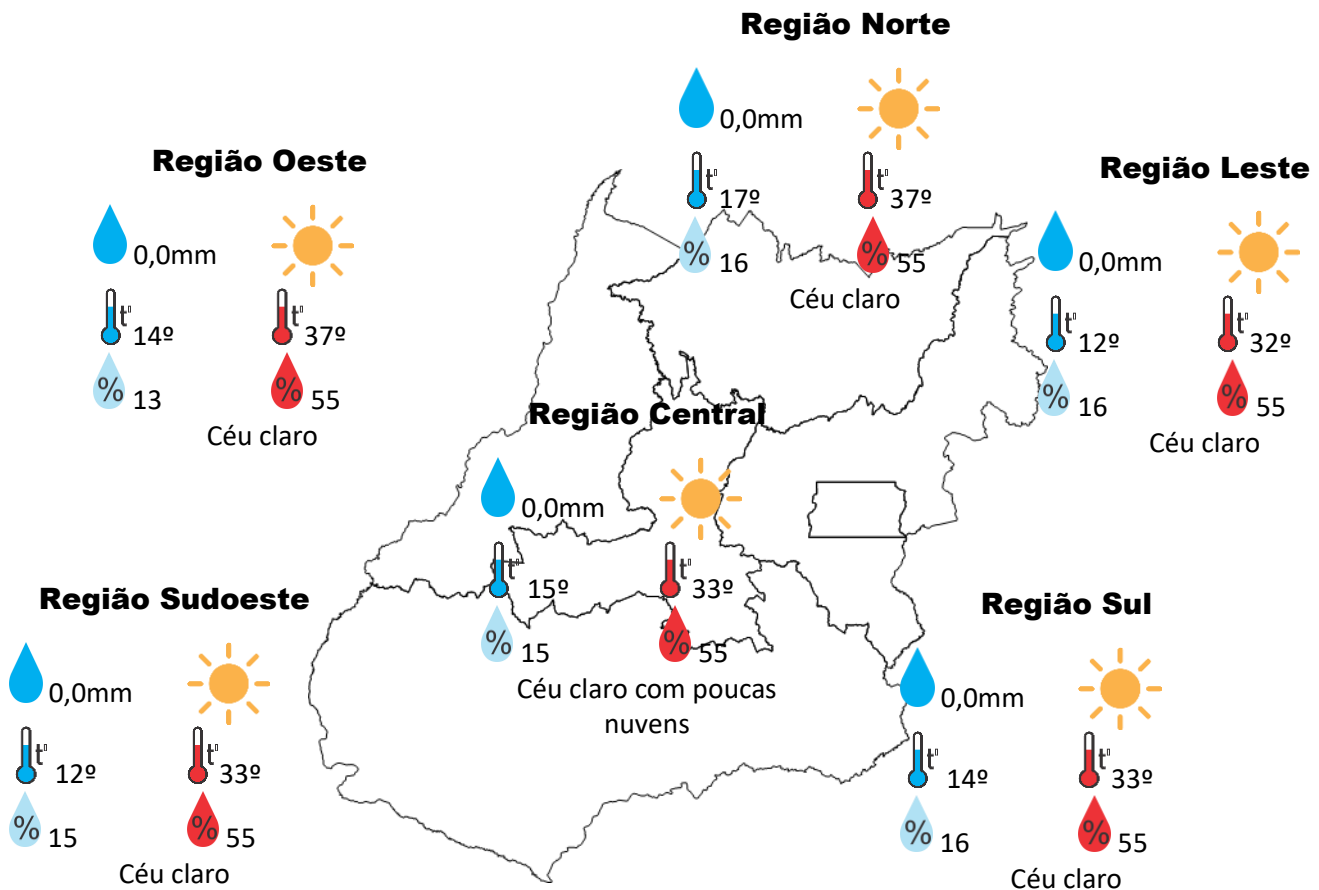 Região Norte
0,0mm
t°
17º
37º
%
16
%
55
Céu claro
Região Oeste
0,0mm
t°
14º
t°
37º
%
13
%
55
Céu claro
Região Leste
0,0mm
t°
12º
t°
32º
%
16
%
55
Céu claro
Região Central
0,0mm
t°
15º
t°
33º
%
15
%
55
Céu claro com poucas
nuvens
Região Sudoeste
0,0mm
t°
12º
t°
33º
%
15
%
55
Céu claro
Região Sul
0,0mm
t°
14º
t°
33º
%
16
%
55
Céu claro